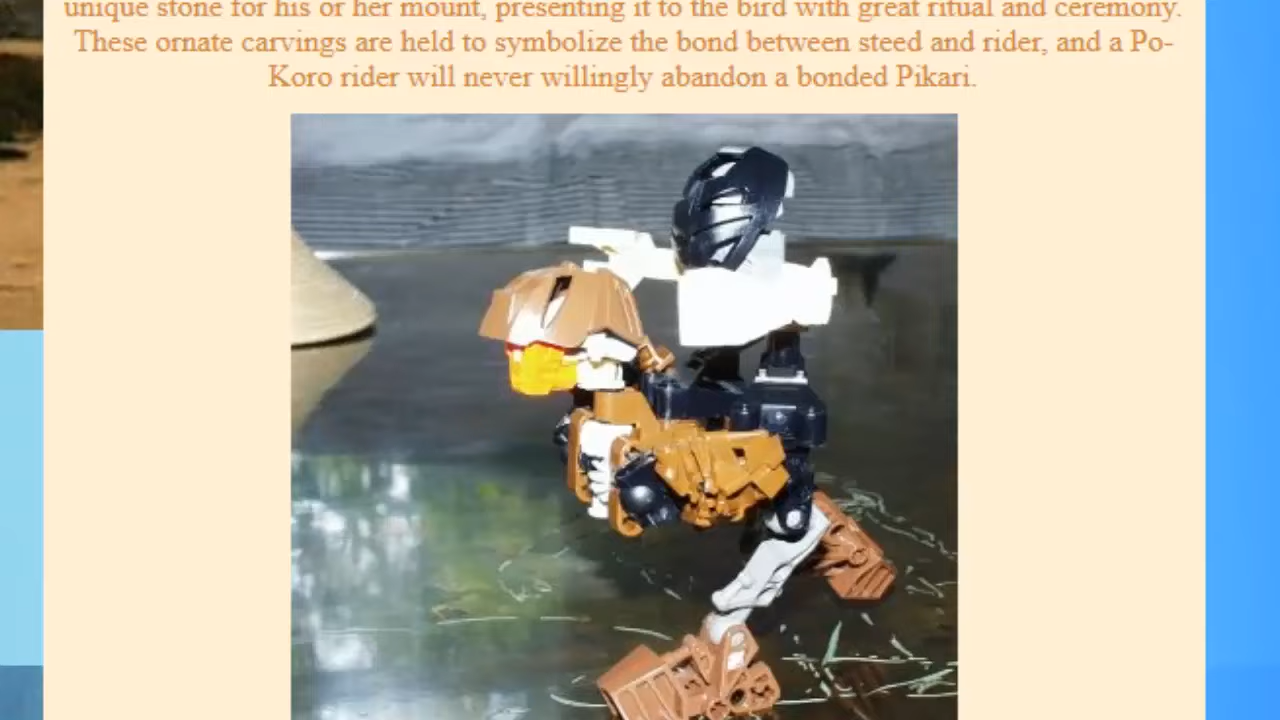 unique stone for his or her mount, presenting it to the bird with great ritual and ceremony.
These ornate carvings are held to symbolize the bond between steed and rider, and a Po-
Koro rider will never willingly abandon a bonded Pikari.